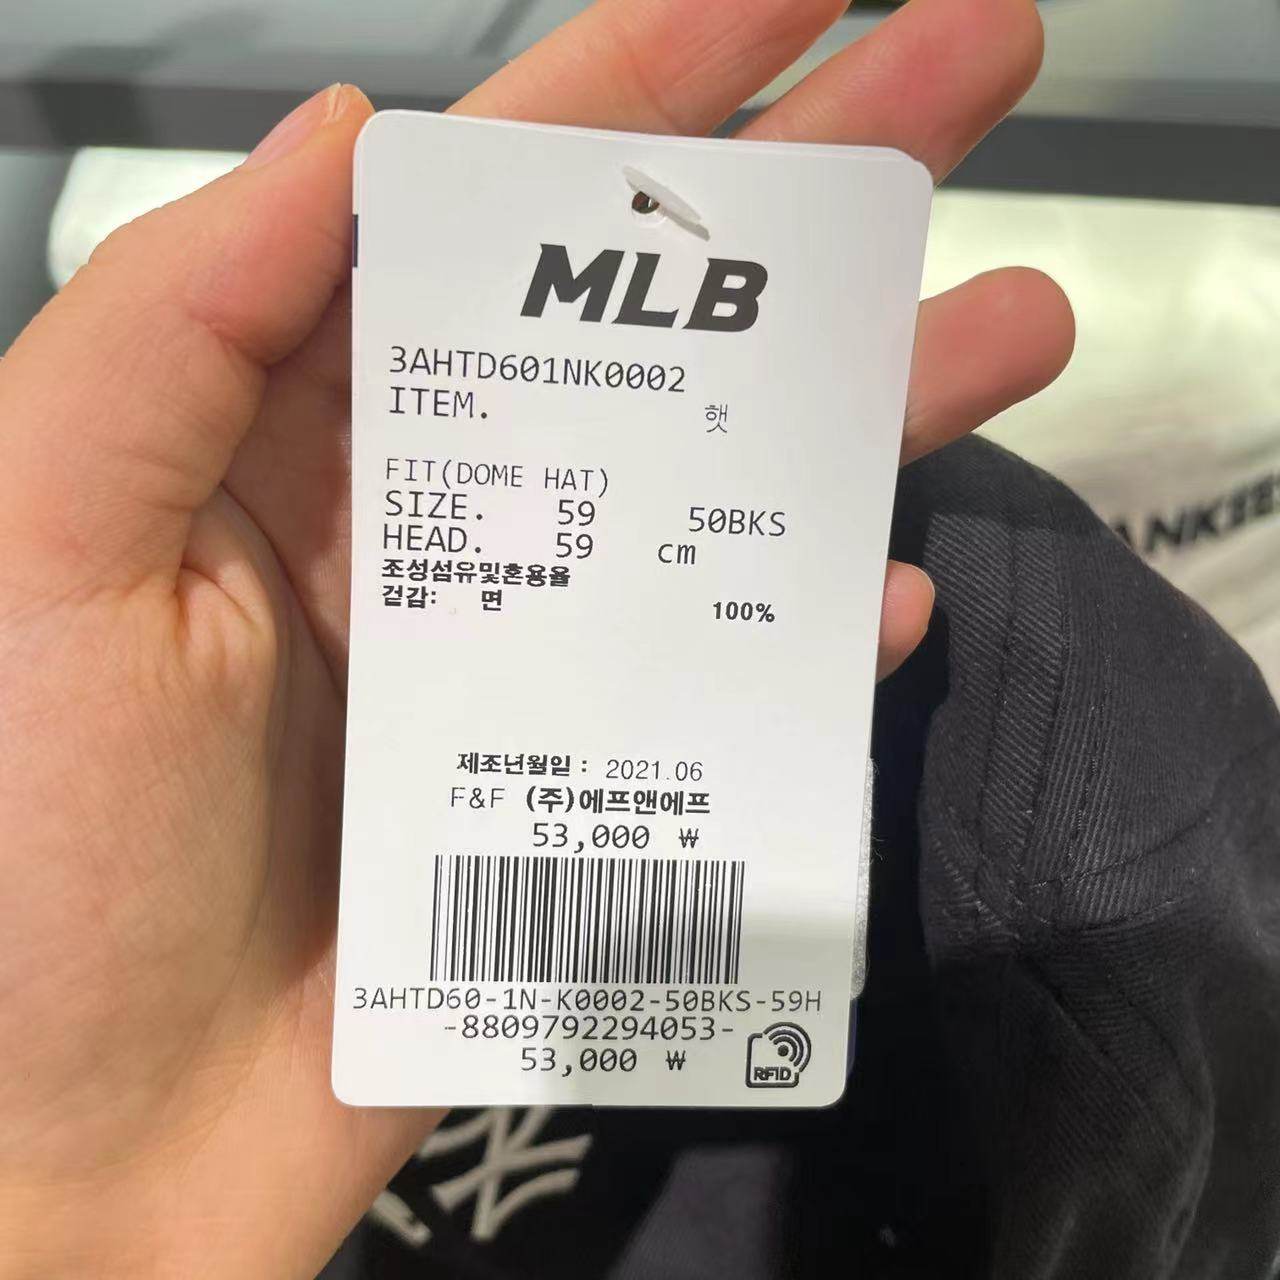 MLB
3AHTD601NK0002
ITEM. 햇
FIT(DOME HAT)
SIZE. 59 50BKS
HEAD. 59 cm
조성섬유및혼용율
겉감: 면 100%
제조년월일: 2021.06
F&F (주)에프앤에프
53,000 ₩
3AHTD60-1N-K0002-50BKS-59H
-8809792294053-
53,000 ₩
RFID
NY